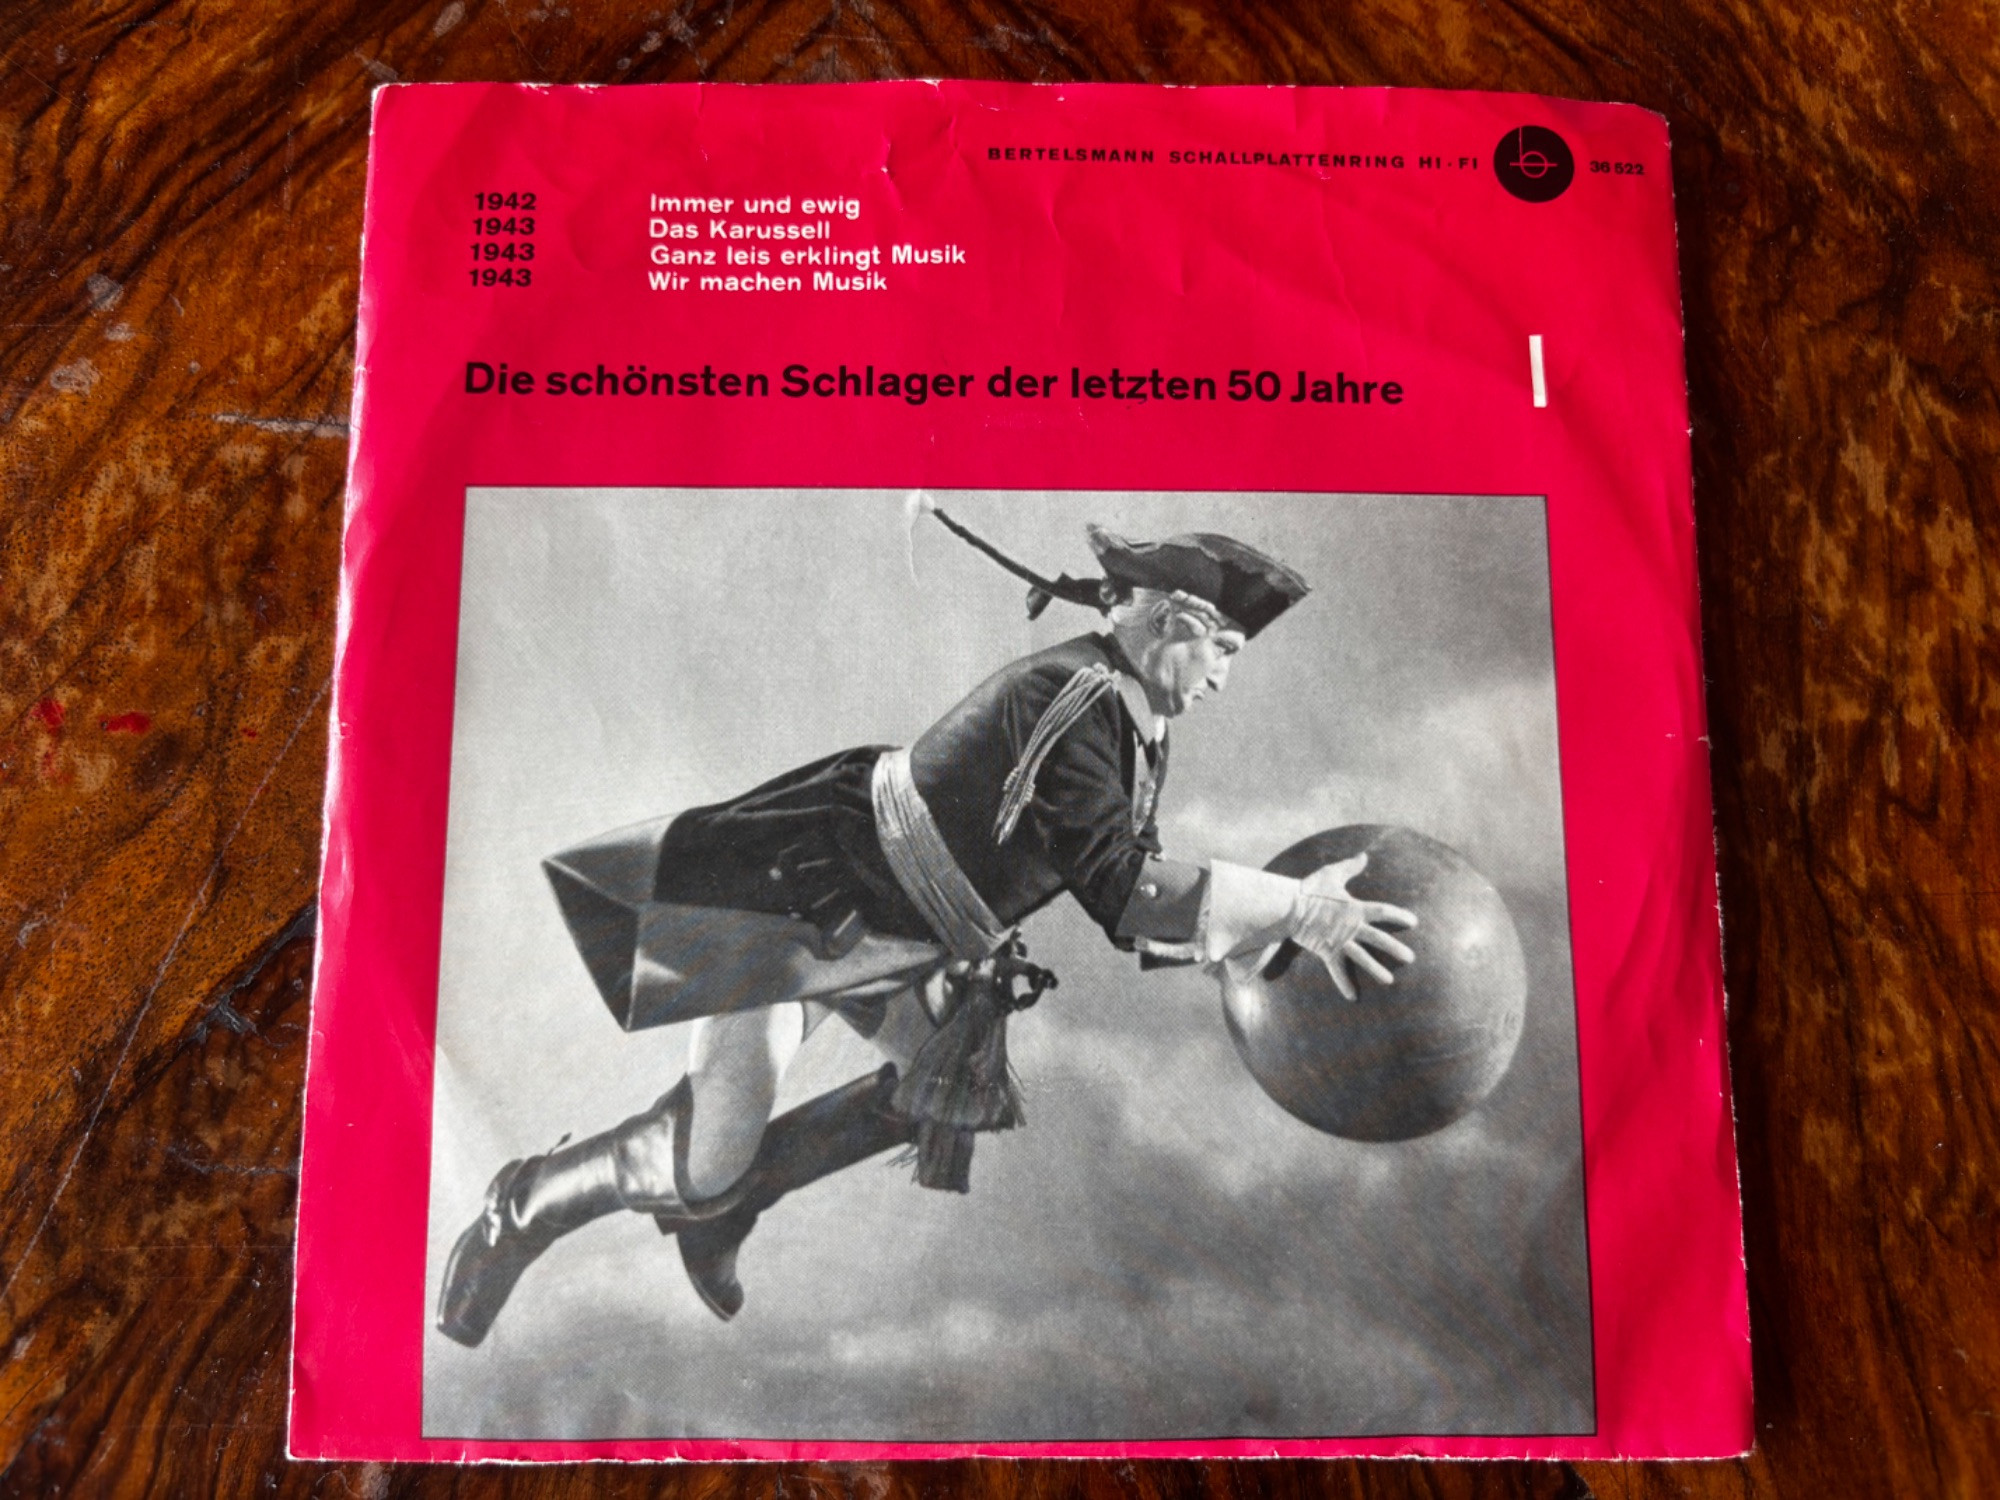 BERTELSMANN SCHALLPLATTENRING HI-FI b 36 522
1942 Immer und ewig
1943 Das Karussell
1943 Ganz leis erklingt Musik
1943 Wir machen Musik
Die schönsten Schlager der letzten 50 Jahre